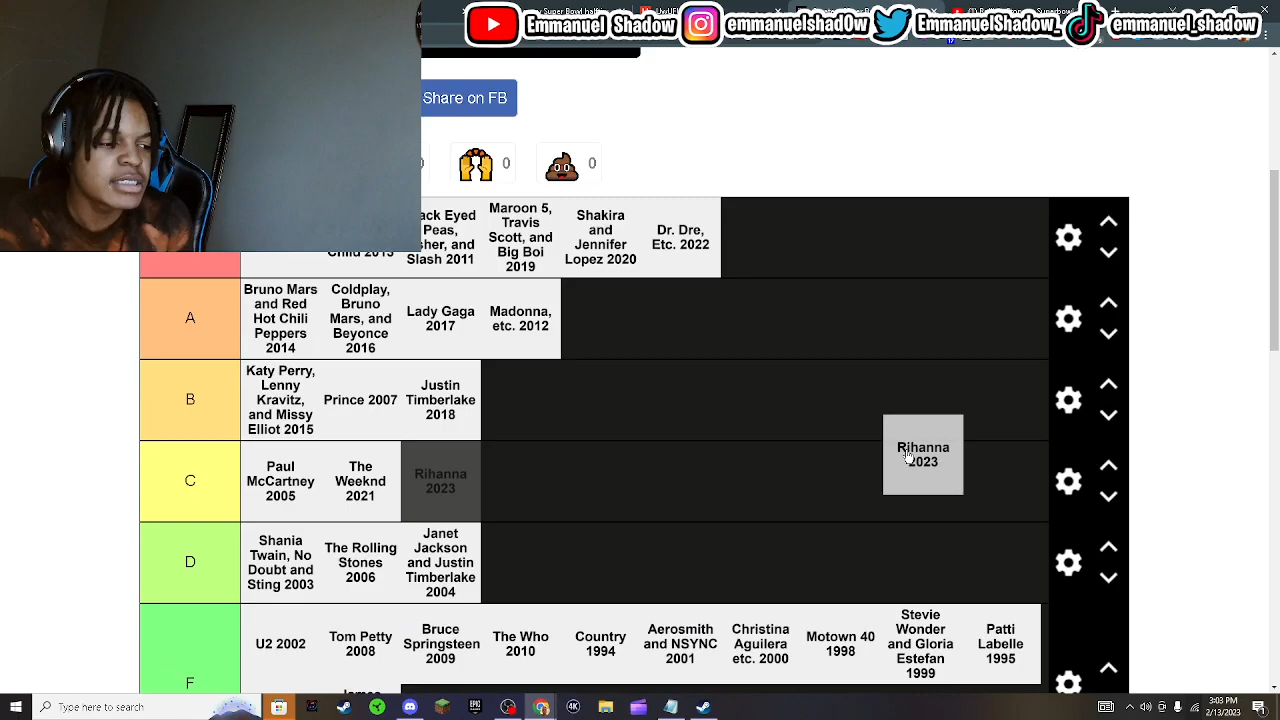 Emmanuel Shadow
emmanuelshad0w
EmmanuelShadow_
emmanuel.shadow
Share on FB
0
0
Child 2013
Peas,
Slash 2011
Maroon 5,
Travis
Scott, and
Big Boi
2019
Shakira
and
Jennifer
Lopez 2020
Dr. Dre,
Etc. 2022
A
Bruno Mars
and Red
Hot Chili
Peppers
2014
Coldplay,
Bruno
Mars, and
Beyonce
2016
Lady Gaga
2017
Madonna,
etc. 2012
B
Katy Perry,
Lenny
Kravitz,
and Missy
Elliot 2015
Prince 2007
Justin
Timberlake
2018
C
Paul
McCartney
2005
The
Weeknd
2021
Rihanna
2023
Rihanna
2023
D
Shania
Twain, No
Doubt and
Sting 2003
The Rolling
Stones
2006
Janet
Jackson
and Justin
Timberlake
2004
F
U2 2002
Tom Petty
2008
Bruce
Springsteen
2009
The Who
2010
Country
1994
Aerosmith
and NSYNC
2001
Christina
Aguilera
etc. 2000
Motown 40
1998
Stevie
Wonder
and Gloria
Estefan
1999
Patti
Labelle
1995
Type here to search
3:03 PM
2/13/2023